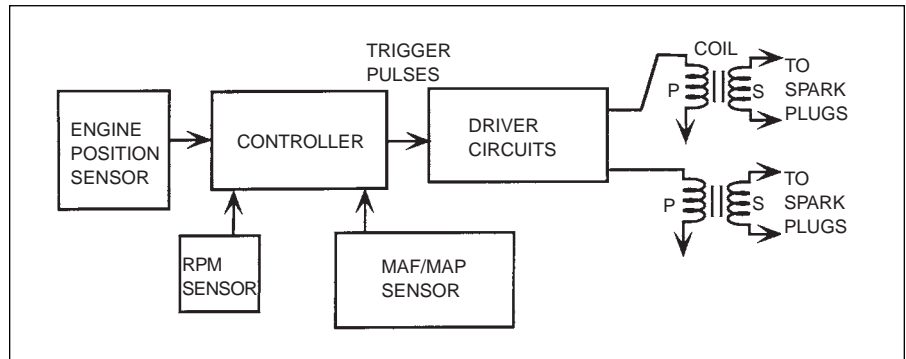 TRIGGER
PULSES
COIL
P
S
TO
SPARK
PLUGS
ENGINE
POSITION
SENSOR
CONTROLLER
DRIVER
CIRCUITS
P
S
TO
SPARK
PLUGS
RPM
SENSOR
MAF/MAP
SENSOR